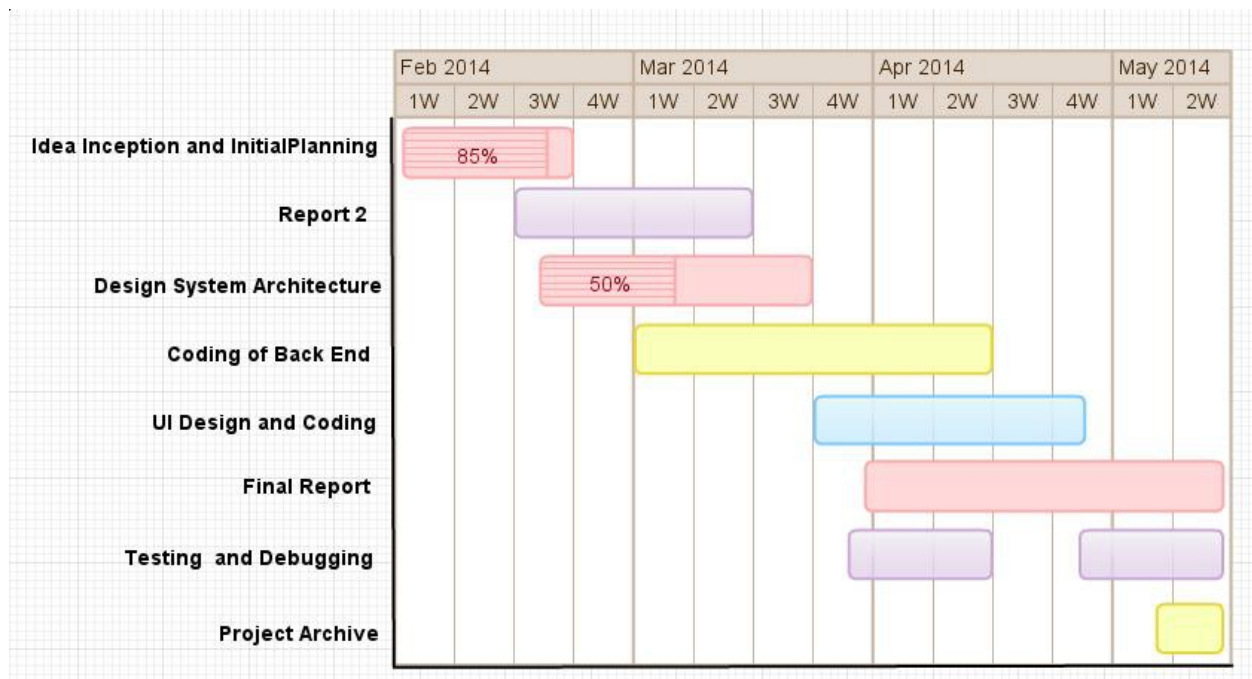 Feb 2014 Mar 2014 Apr 2014 May 2014
1W 2W 3W 4W 1W 2W 3W 4W 1W 2W 3W 4W 1W 2W
Idea Inception and InitialPlanning
85%
Report 2
Design System Architecture
50%
Coding of Back End
UI Design and Coding
Final Report
Testing and Debugging
Project Archive